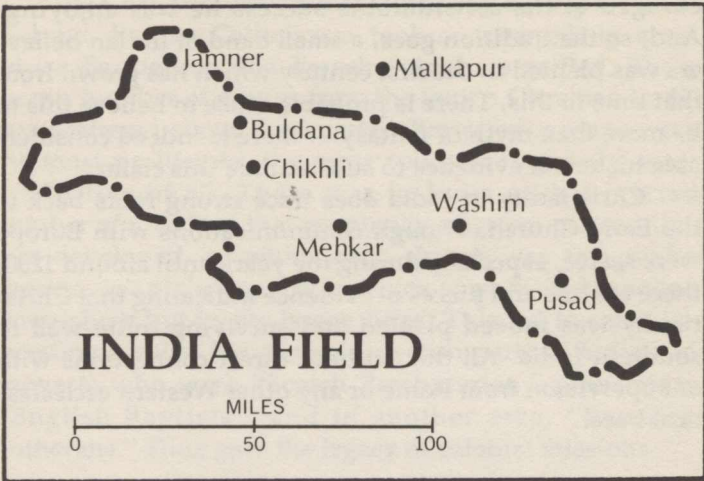 Jamner
Malkapur
Buldana
Chikhli
Washim
Mehkar
Pusad
INDIA FIELD
MILES
0 50 100